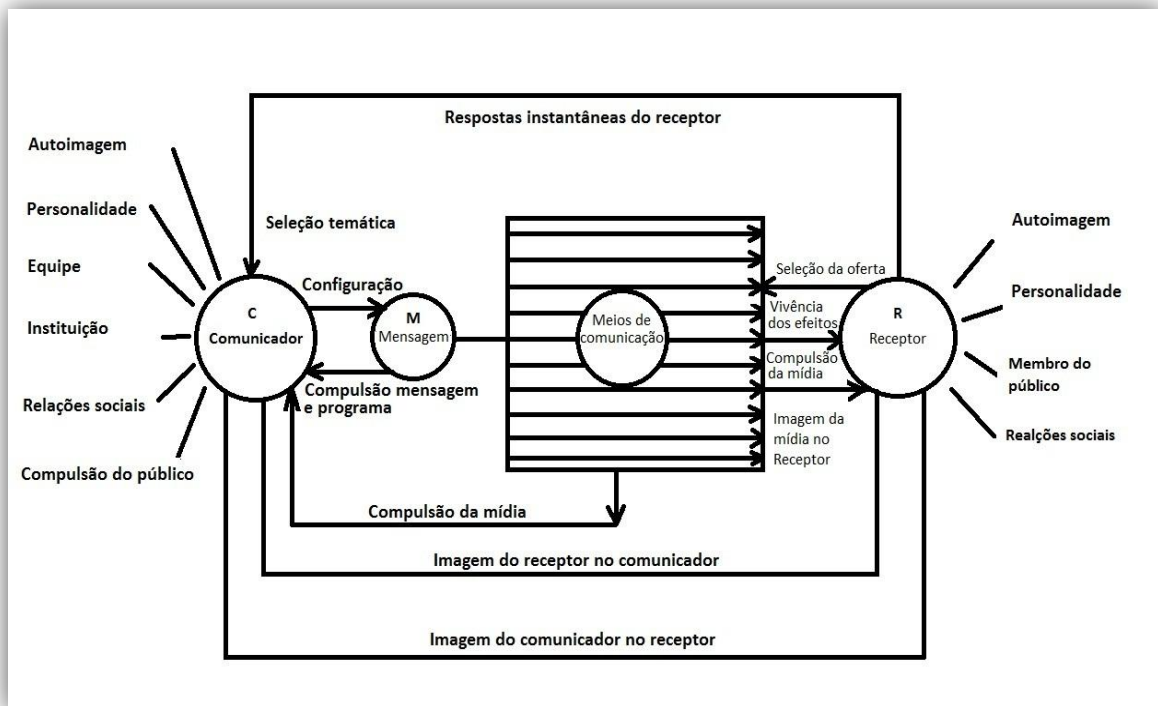 Respostas instantâneas do receptor
Autoimagem
Personalidade
Equipe
Instituição
Relações sociais
Compulsão do público
Seleção temática
C
Comunicador
Configuração
M
Mensagem
Compulsão mensagem
e programa
Meios de
comunicação
Seleção da oferta
Vivência
dos efeitos
Compulsão
da mídia
Imagem da
mídia no
Receptor
R
Receptor
Autoimagem
Personalidade
Membro do
público
Realções sociais
Compulsão da mídia
Imagem do receptor no comunicador
Imagem do comunicador no receptor